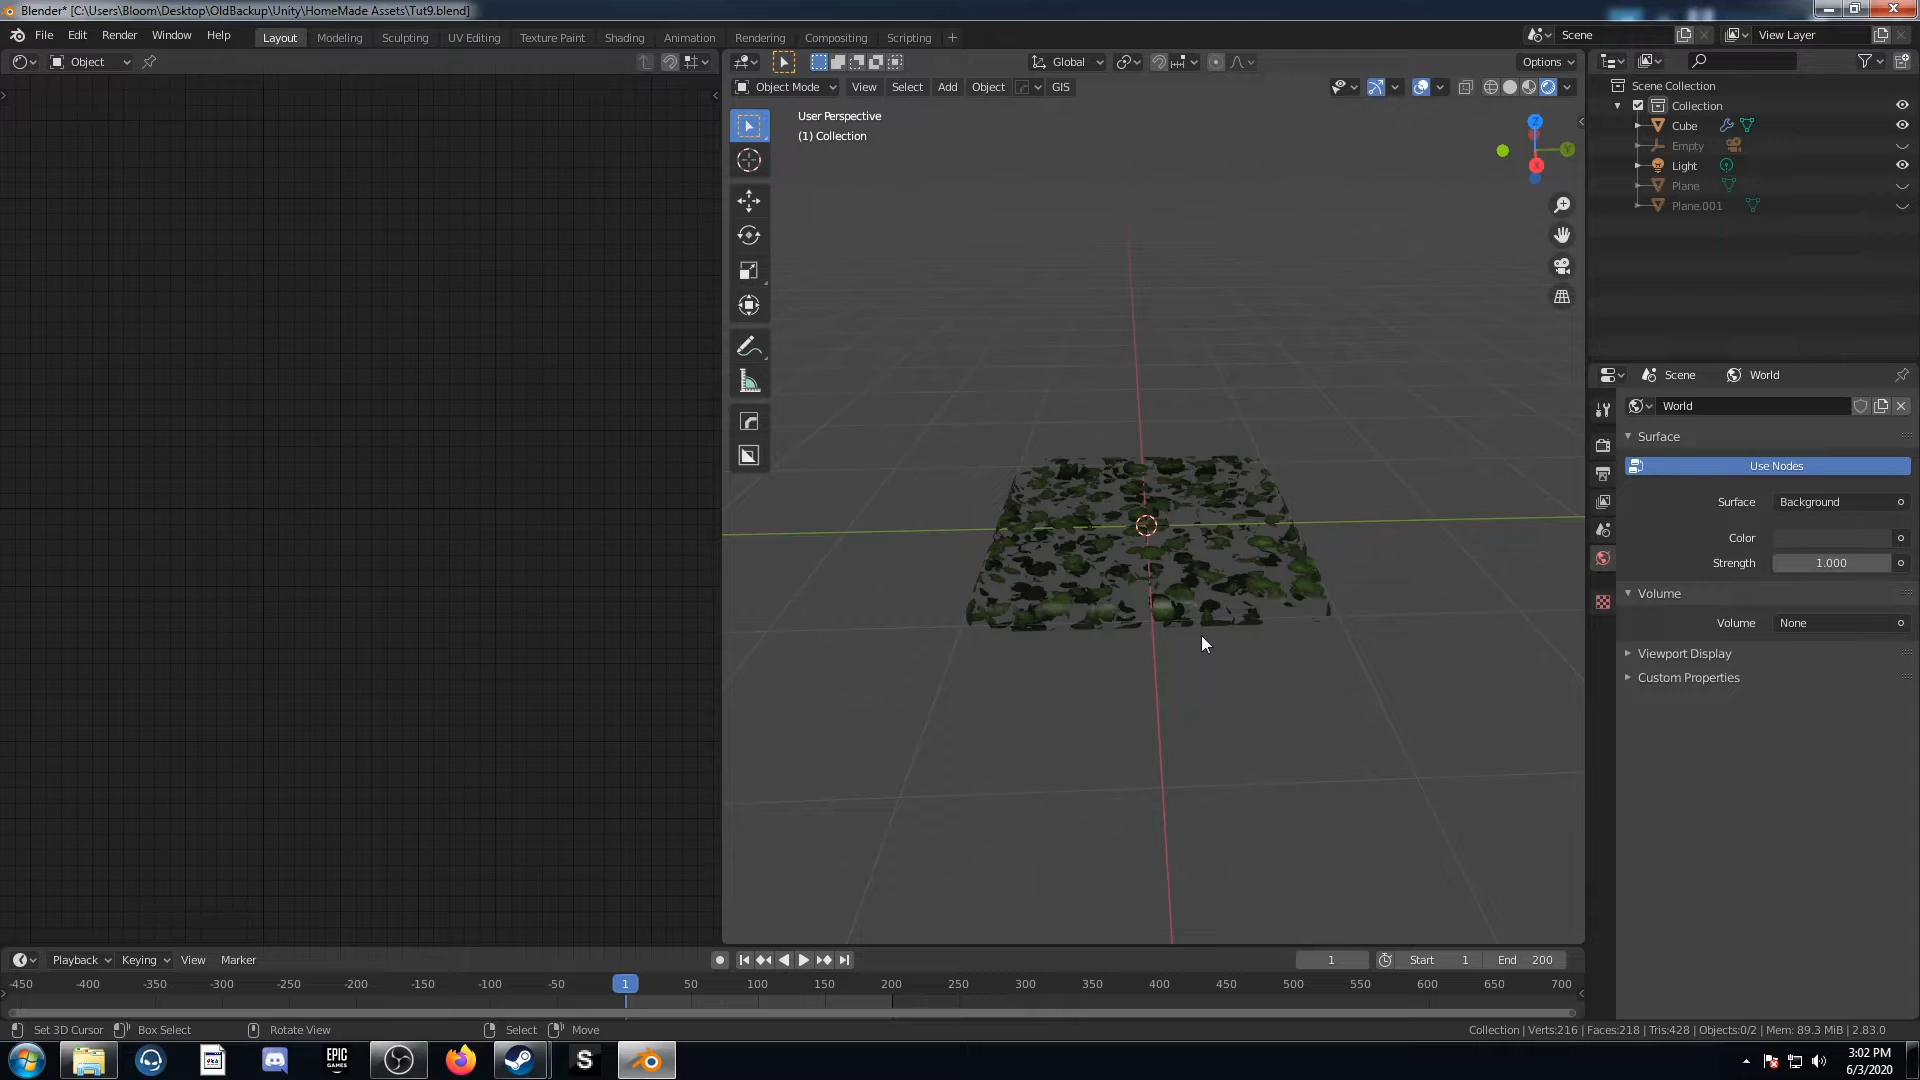 Blender* [C:\Users\Bloom\Desktop\OldBackup\Unity\HomeMade Assets\Tut9.blend]
File Edit Render Window Help Layout Modeling Sculpting UV Editing Texture Paint Shading Animation Rendering Compositing Scripting + Scene View Layer
Object Global Options
Object Mode View Select Add Object GIS
User Perspective
(1) Collection
Z
Y
X
Scene Collection
Collection
Cube
Empty
Light
Plane
Plane.001
Scene World
World
Surface
Use Nodes
Surface Background
Color
Strength 1.000
Volume
Volume None
Viewport Display
Custom Properties
Playback Keying View Marker 1 Start 1 End 200
-450 -400 -350 -300 -250 -200 -150 -100 -50 1 50 100 150 200 250 300 350 400 450 500 550 600 650 700
Set 3D Cursor Box Select Rotate View Select Move Collection | Verts:216 | Faces:218 | Tris:428 | Objects:0/2 | Mem: 89.3 MiB | 2.83.0
EPIC GAMES
S
3:02 PM
6/3/2020